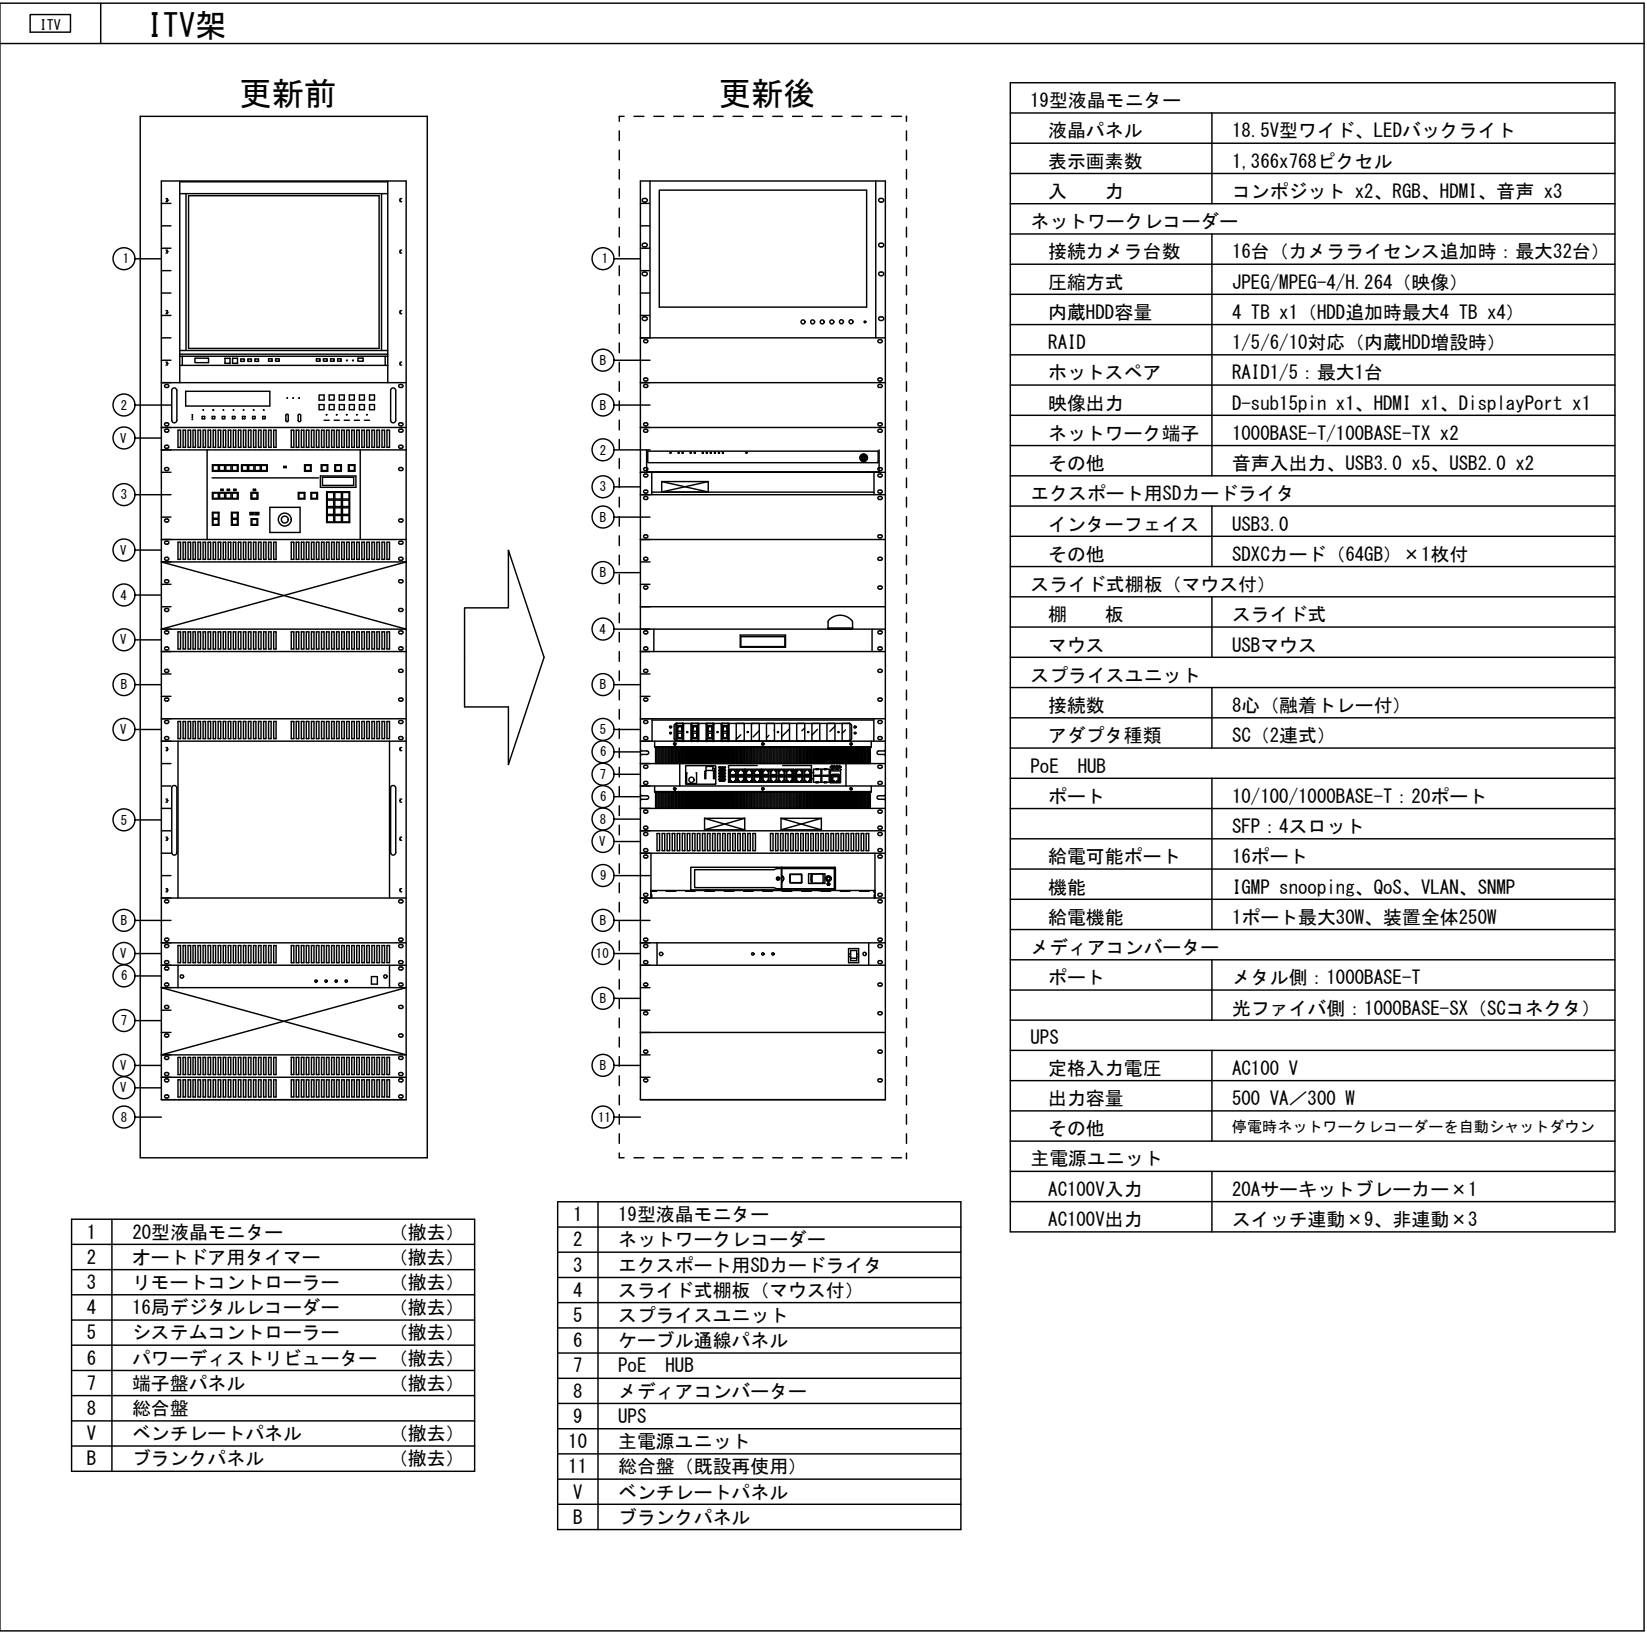 ITV
ITV架
更新前
1
2
V
3
V
4
V
B
V
5
B
V
6
7
V
V
8
更新後
1
B
B
2
3
B
B
4
B
5
6
7
6
8
V
9
B
10
B
B
11
1 20型液晶モニター （撤去）
2 オートドア用タイマー （撤去）
3 リモートコントローラー （撤去）
4 16局デジタルレコーダー （撤去）
5 システムコントローラー （撤去）
6 パワーディストリビューター （撤去）
7 端子盤パネル （撤去）
8 総合盤
V ベンチレートパネル （撤去）
B ブランクパネル （撤去）
1 19型液晶モニター
2 ネットワークレコーダー
3 エクスポート用SDカードライタ
4 スライド式棚板（マウス付）
5 スプライスユニット
6 ケーブル通線パネル
7 PoE HUB
8 メディアコンバーター
9 UPS
10 主電源ユニット
11 総合盤（既設再使用）
V ベンチレートパネル
B ブランクパネル
19型液晶モニター
液晶パネル 18.5V型ワイド、LEDバックライト
表示画素数 1,366x768ピクセル
入　力 コンポジット x2、RGB、HDMI、音声 x3
ネットワークレコーダー
接続カメラ台数 16台（カメラライセンス追加時：最大32台）
圧縮方式 JPEG/MPEG-4/H.264（映像）
内蔵HDD容量 4 TB x1（HDD追加時最大4 TB x4）
RAID 1/5/6/10対応（内蔵HDD増設時）
ホットスペア RAID1/5：最大1台
映像出力 D-sub15pin x1、HDMI x1、DisplayPort x1
ネットワーク端子 1000BASE-T/100BASE-TX x2
その他 音声入出力、USB3.0 x5、USB2.0 x2
エクスポート用SDカードライタ
インターフェイス USB3.0
その他 SDXCカード（64GB）×1枚付
スライド式棚板（マウス付）
棚　板 スライド式
マウス USBマウス
スプライスユニット
接続数 8心（融着トレー付）
アダプタ種類 SC（2連式）
PoE HUB
ポート 10/100/1000BASE-T：20ポート
SFP：4スロット
給電可能ポート 16ポート
機能 IGMP snooping、QoS、VLAN、SNMP
給電機能 1ポート最大30W、装置全体250W
メディアコンバーター
ポート メタル側：1000BASE-T
光ファイバ側：1000BASE-SX（SCコネクタ）
UPS
定格入力電圧 AC100 V
出力容量 500 VA／300 W
その他 停電時ネットワークレコーダーを自動シャットダウン
主電源ユニット
AC100V入力 20Aサーキットブレーカー×1
AC100V出力 スイッチ連動×9、非連動×3